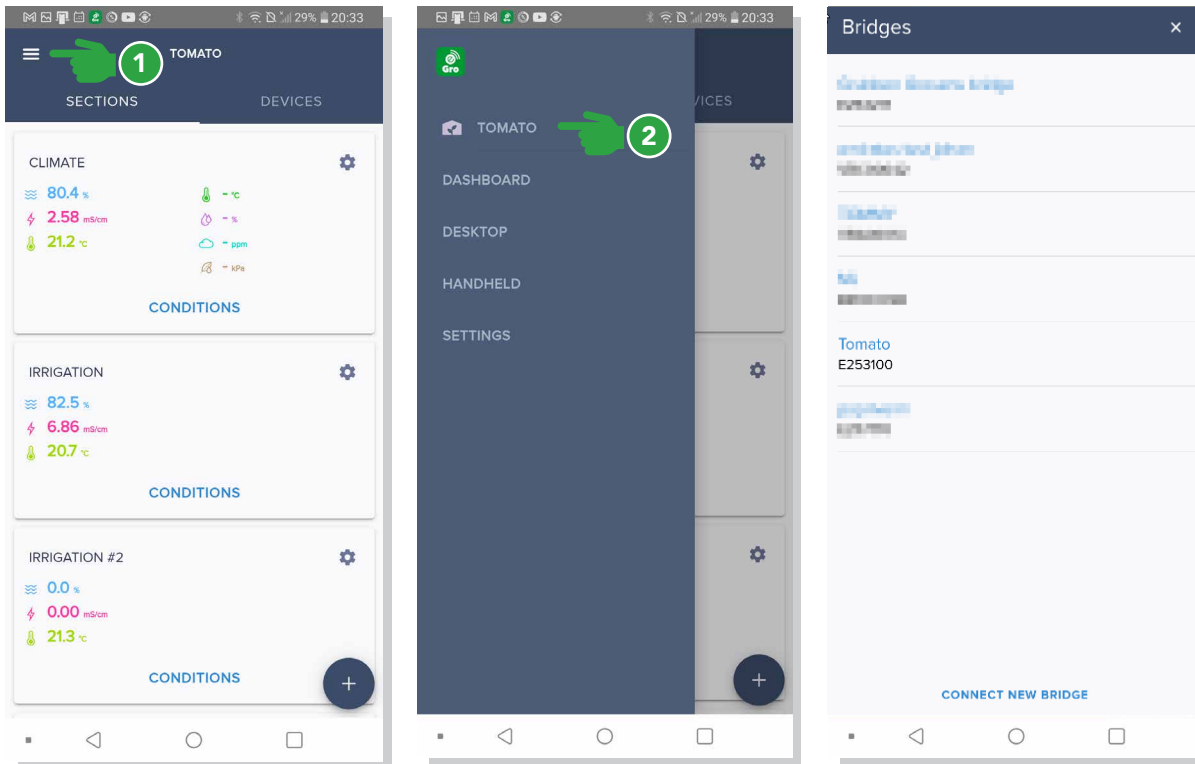 29% 20:33
TOMATO
1
SECTIONS DEVICES
CLIMATE
80.4 %
2.58 mS/cm
21.2 °C
- °C
- %
- ppm
- kPa
CONDITIONS
IRRIGATION
82.5 %
6.86 mS/cm
20.7 °C
CONDITIONS
IRRIGATION #2
0.0 %
0.00 mS/cm
21.3 °C
CONDITIONS
+
29% 20:33
Gro
VICES
TOMATO
2
DASHBOARD
DESKTOP
HANDHELD
SETTINGS
+
Bridges ×
Tomato
E253100
CONNECT NEW BRIDGE